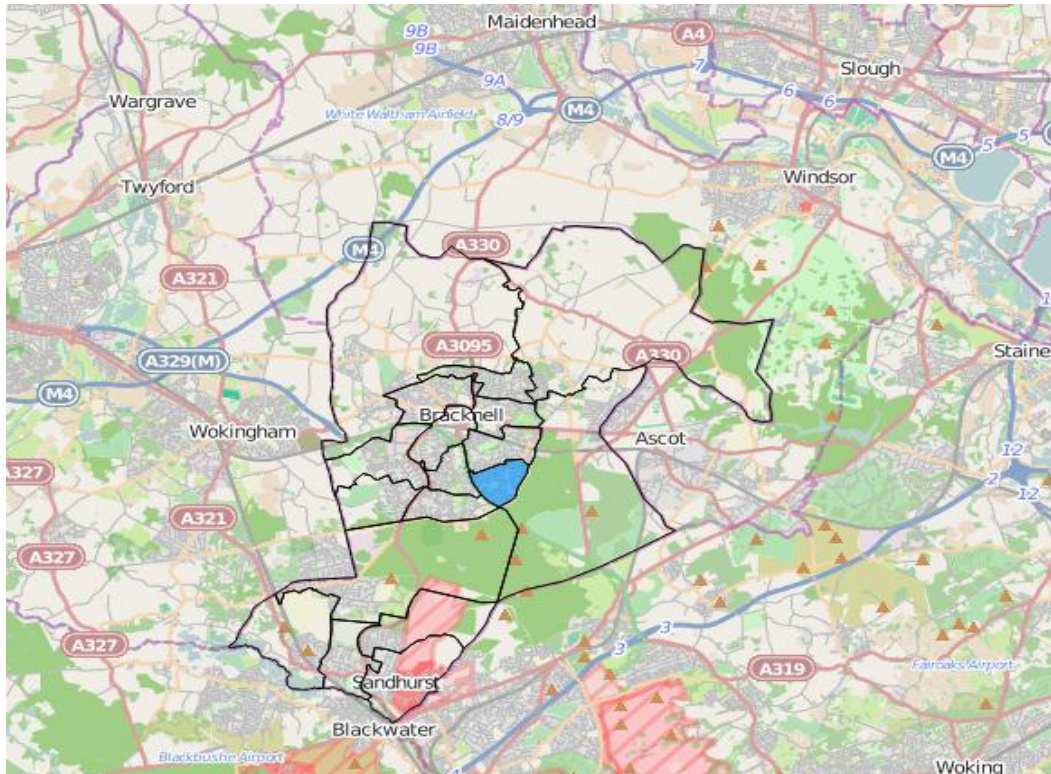 Maidenhead
9B
9B
A4
Slough
7
9A
6
6
Wargrave
White Waltham Airfield
M4
8/9
5
5
M4
Twyford
Windsor
M4
A330
A321
A3095
A330
Staine
A329(M)
M4
Bracknell
Wokingham
Ascot
12
A327
2
12
A321
A327
3
3
A327
A319
Fairoaks Airport
Sandhurst
Blackwater
Blackbushe Airport
4
Woking